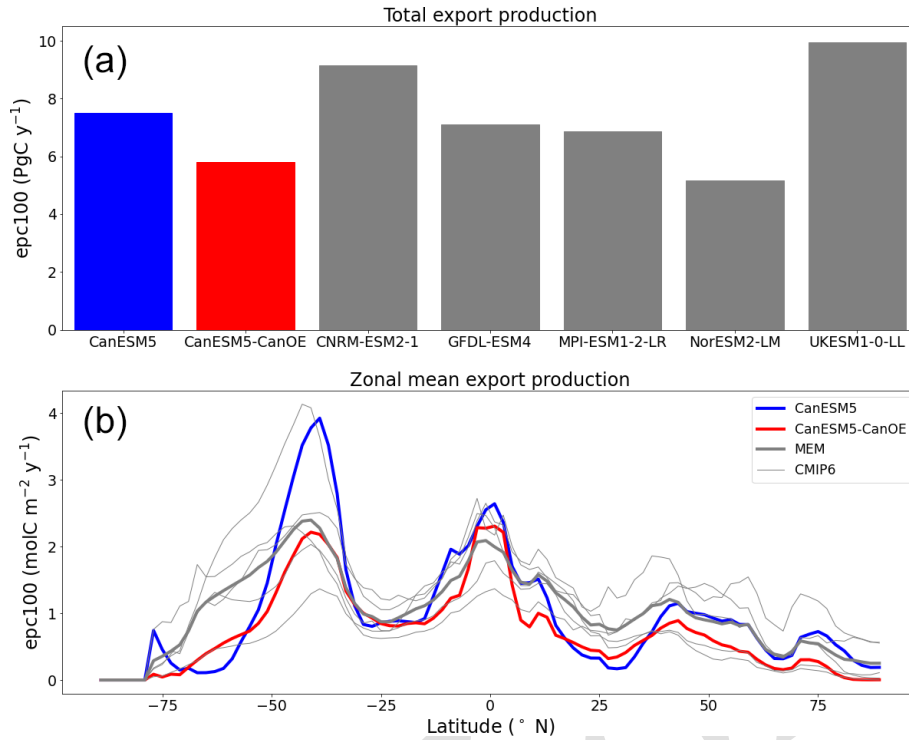 Total export production
(a)
epc100 (PgC y⁻¹)
10
8
6
4
2
0
CanESM5 CanESM5-CanOE CNRM-ESM2-1 GFDL-ESM4 MPI-ESM1-2-LR NorESM2-LM UKESM1-0-LL
Zonal mean export production
(b)
epc100 (molC m⁻² y⁻¹)
4
3
2
1
0
CanESM5
CanESM5-CanOE
MEM
CMIP6
−75 −50 −25 0 25 50 75
Latitude (° N)